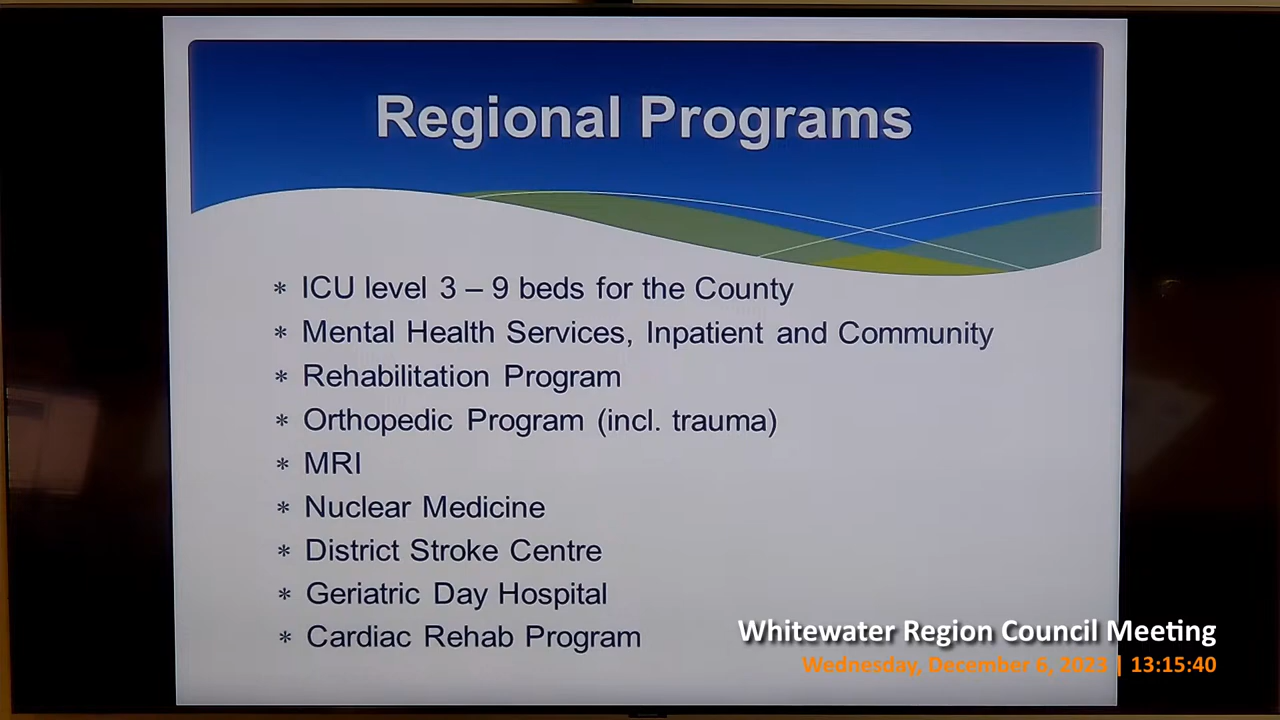 Regional Programs
* ICU level 3 – 9 beds for the County
* Mental Health Services, Inpatient and Community
* Rehabilitation Program
* Orthopedic Program (incl. trauma)
* MRI
* Nuclear Medicine
* District Stroke Centre
* Geriatric Day Hospital
* Cardiac Rehab Program
Whitewater Region Council Meeting
Wednesday, December 6, 2023 | 13:15:40